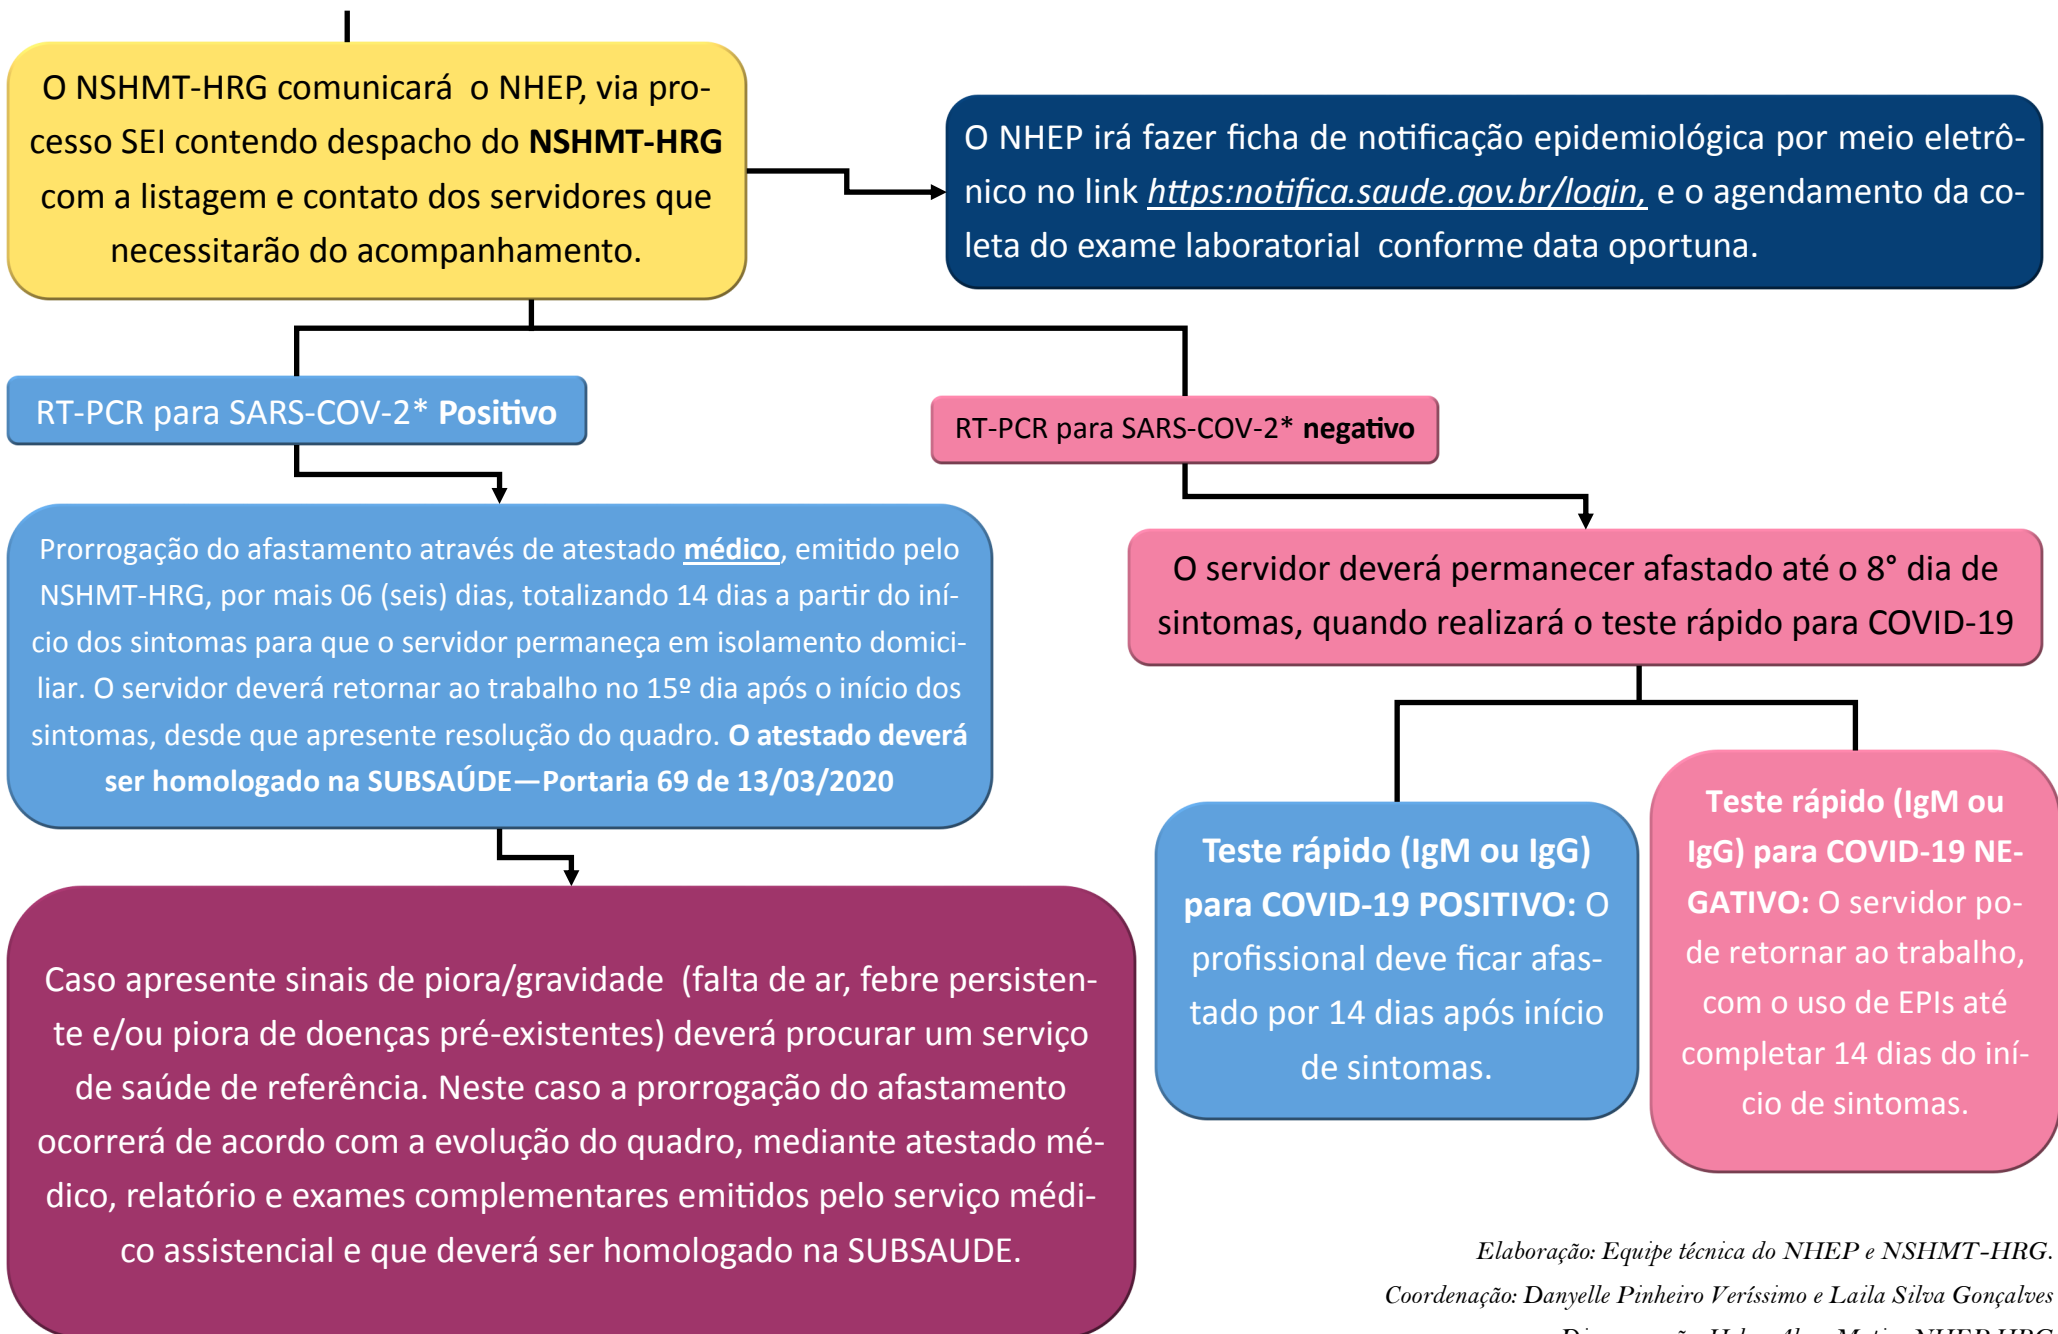 O NSHMT-HRG comunicará o NHEP, via pro-
cesso SEI contendo despacho do NSHMT-HRG
com a listagem e contato dos servidores que
necessitarão do acompanhamento.
O NHEP irá fazer ficha de notificação epidemiológica por meio eletrô-
nico no link https:notifica.saude.gov.br/login, e o agendamento da co-
leta do exame laboratorial conforme data oportuna.
RT-PCR para SARS-COV-2* Positivo
RT-PCR para SARS-COV-2* negativo
Prorrogação do afastamento através de atestado médico, emitido pelo
NSHMT-HRG, por mais 06 (seis) dias, totalizando 14 dias a partir do iní-
cio dos sintomas para que o servidor permaneça em isolamento domici-
liar. O servidor deverá retornar ao trabalho no 15º dia após o início dos
sintomas, desde que apresente resolução do quadro. O atestado deverá
ser homologado na SUBSAÚDE—Portaria 69 de 13/03/2020
O servidor deverá permanecer afastado até o 8° dia de
sintomas, quando realizará o teste rápido para COVID-19
Teste rápido (IgM ou IgG)
para COVID-19 POSITIVO: O
profissional deve ficar afas-
tado por 14 dias após início
de sintomas.
Teste rápido (IgM ou
IgG) para COVID-19 NE-
GATIVO: O servidor po-
de retornar ao trabalho,
com o uso de EPIs até
completar 14 dias do iní-
cio de sintomas.
Caso apresente sinais de piora/gravidade (falta de ar, febre persisten-
te e/ou piora de doenças pré-existentes) deverá procurar um serviço
de saúde de referência. Neste caso a prorrogação do afastamento
ocorrerá de acordo com a evolução do quadro, mediante atestado mé-
dico, relatório e exames complementares emitidos pelo serviço médi-
co assistencial e que deverá ser homologado na SUBSAUDE.
Elaboração: Equipe técnica do NHEP e NSHMT-HRG.
Coordenação: Danyelle Pinheiro Veríssimo e Laila Silva Gonçalves